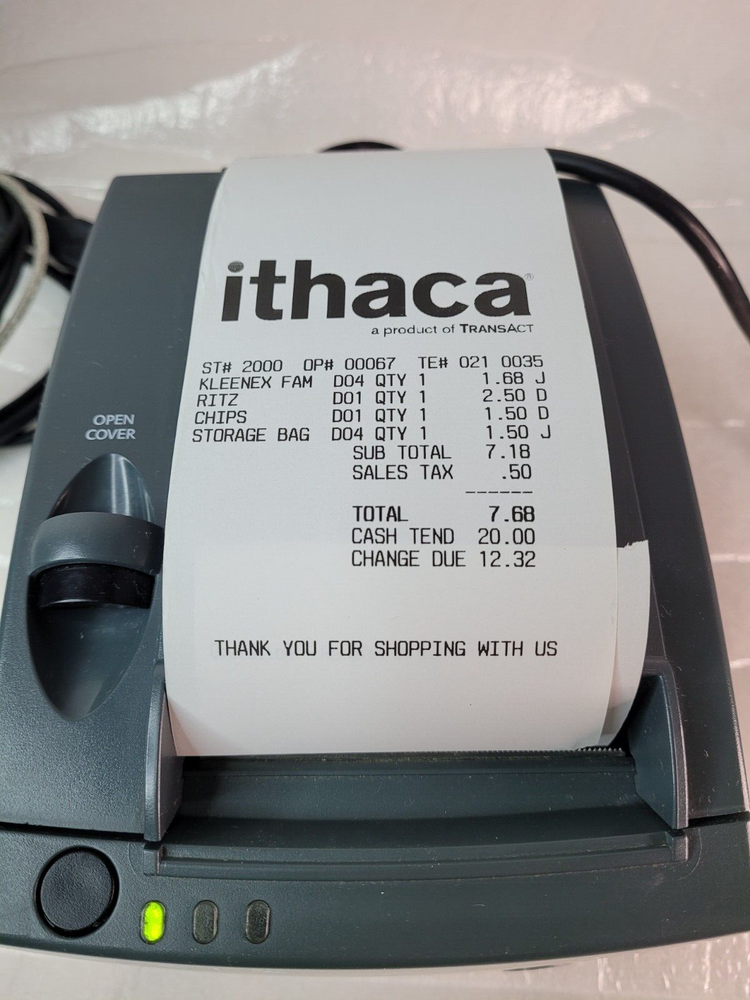 ithaca®
a product of TRANSACT
ST# 2000 OP# 00067 TE# 021 0035
KLEENEX FAM D04 QTY 1 1.68 J
RITZ D01 QTY 1 2.50 D
CHIPS D01 QTY 1 1.50 D
STORAGE BAG D04 QTY 1 1.50 J
SUB TOTAL 7.18
SALES TAX .50
------
TOTAL 7.68
CASH TEND 20.00
CHANGE DUE 12.32
THANK YOU FOR SHOPPING WITH US
OPEN
COVER